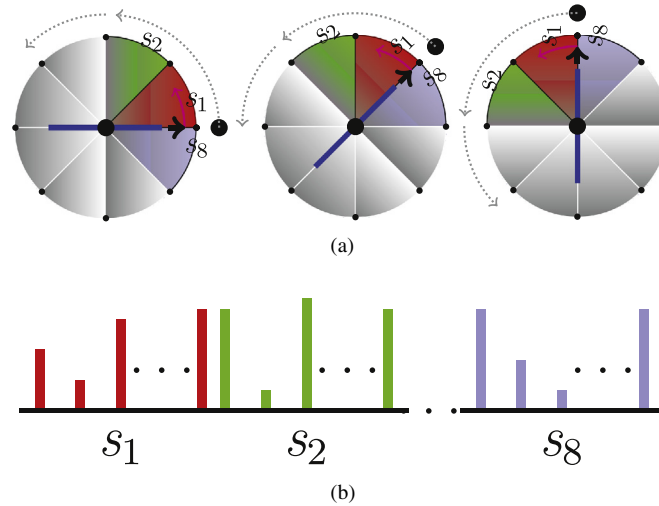 s₂ s₁ s₈
s₂ s₁ s₈
s₂ s₁ s₈
(a)
s₁ s₂ s₈
(b)